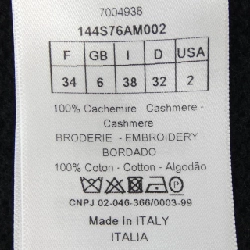 7004938
144S76AM002
F GB I D USA
34 6 38 32 2
100% Cachemire - Cashmere -
Cashmere
BRODERIE - EMBROIDERY
BORDADO
100% Coton - Cotton - Algodão
CNPJ 02-046-366/0003-99
Made in ITALY
ITALIA